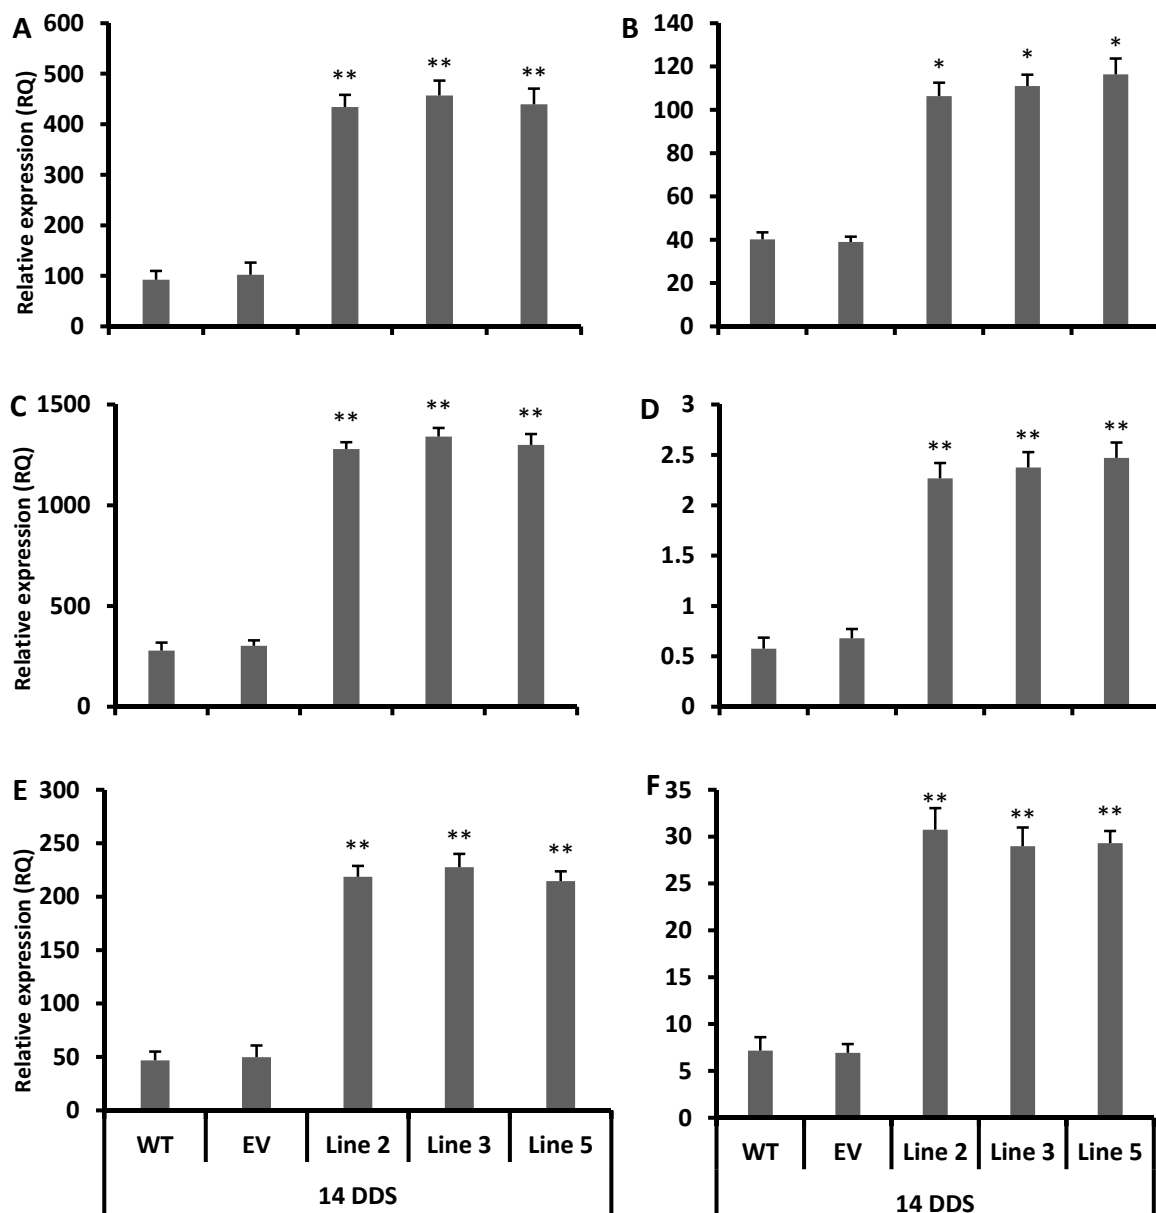 A
Relative expression (RQ)
600
500
400
300
200
100
0
** ** **
B
140
120
100
80
60
40
20
0
* * *
C
Relative expression (RQ)
1500
1000
500
0
** ** **
D
3
2.5
2
1.5
1
0.5
0
** ** **
E
Relative expression (RQ)
300
250
200
150
100
50
0
** ** **
WT EV Line 2 Line 3 Line 5
14 DDS
F
35
30
25
20
15
10
5
0
** ** **
WT EV Line 2 Line 3 Line 5
14 DDS